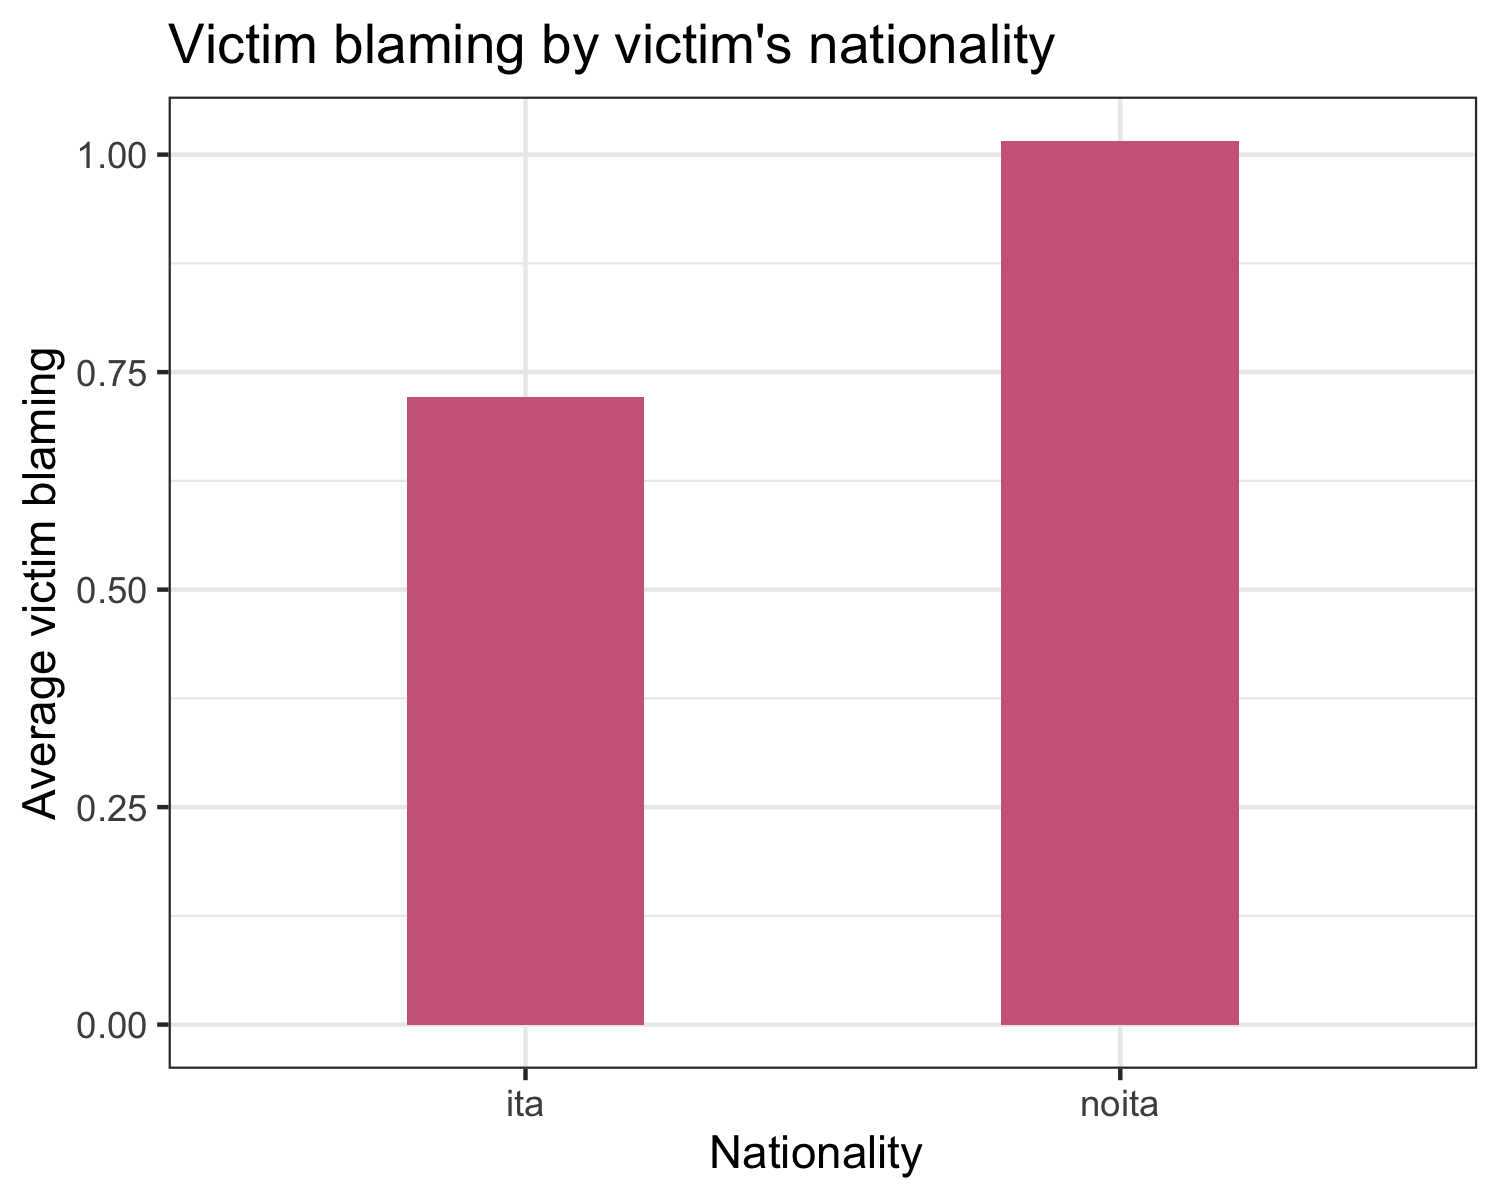 Victim blaming by victim's nationality
Average victim blaming
1.00
0.75
0.50
0.25
0.00
ita
noita
Nationality